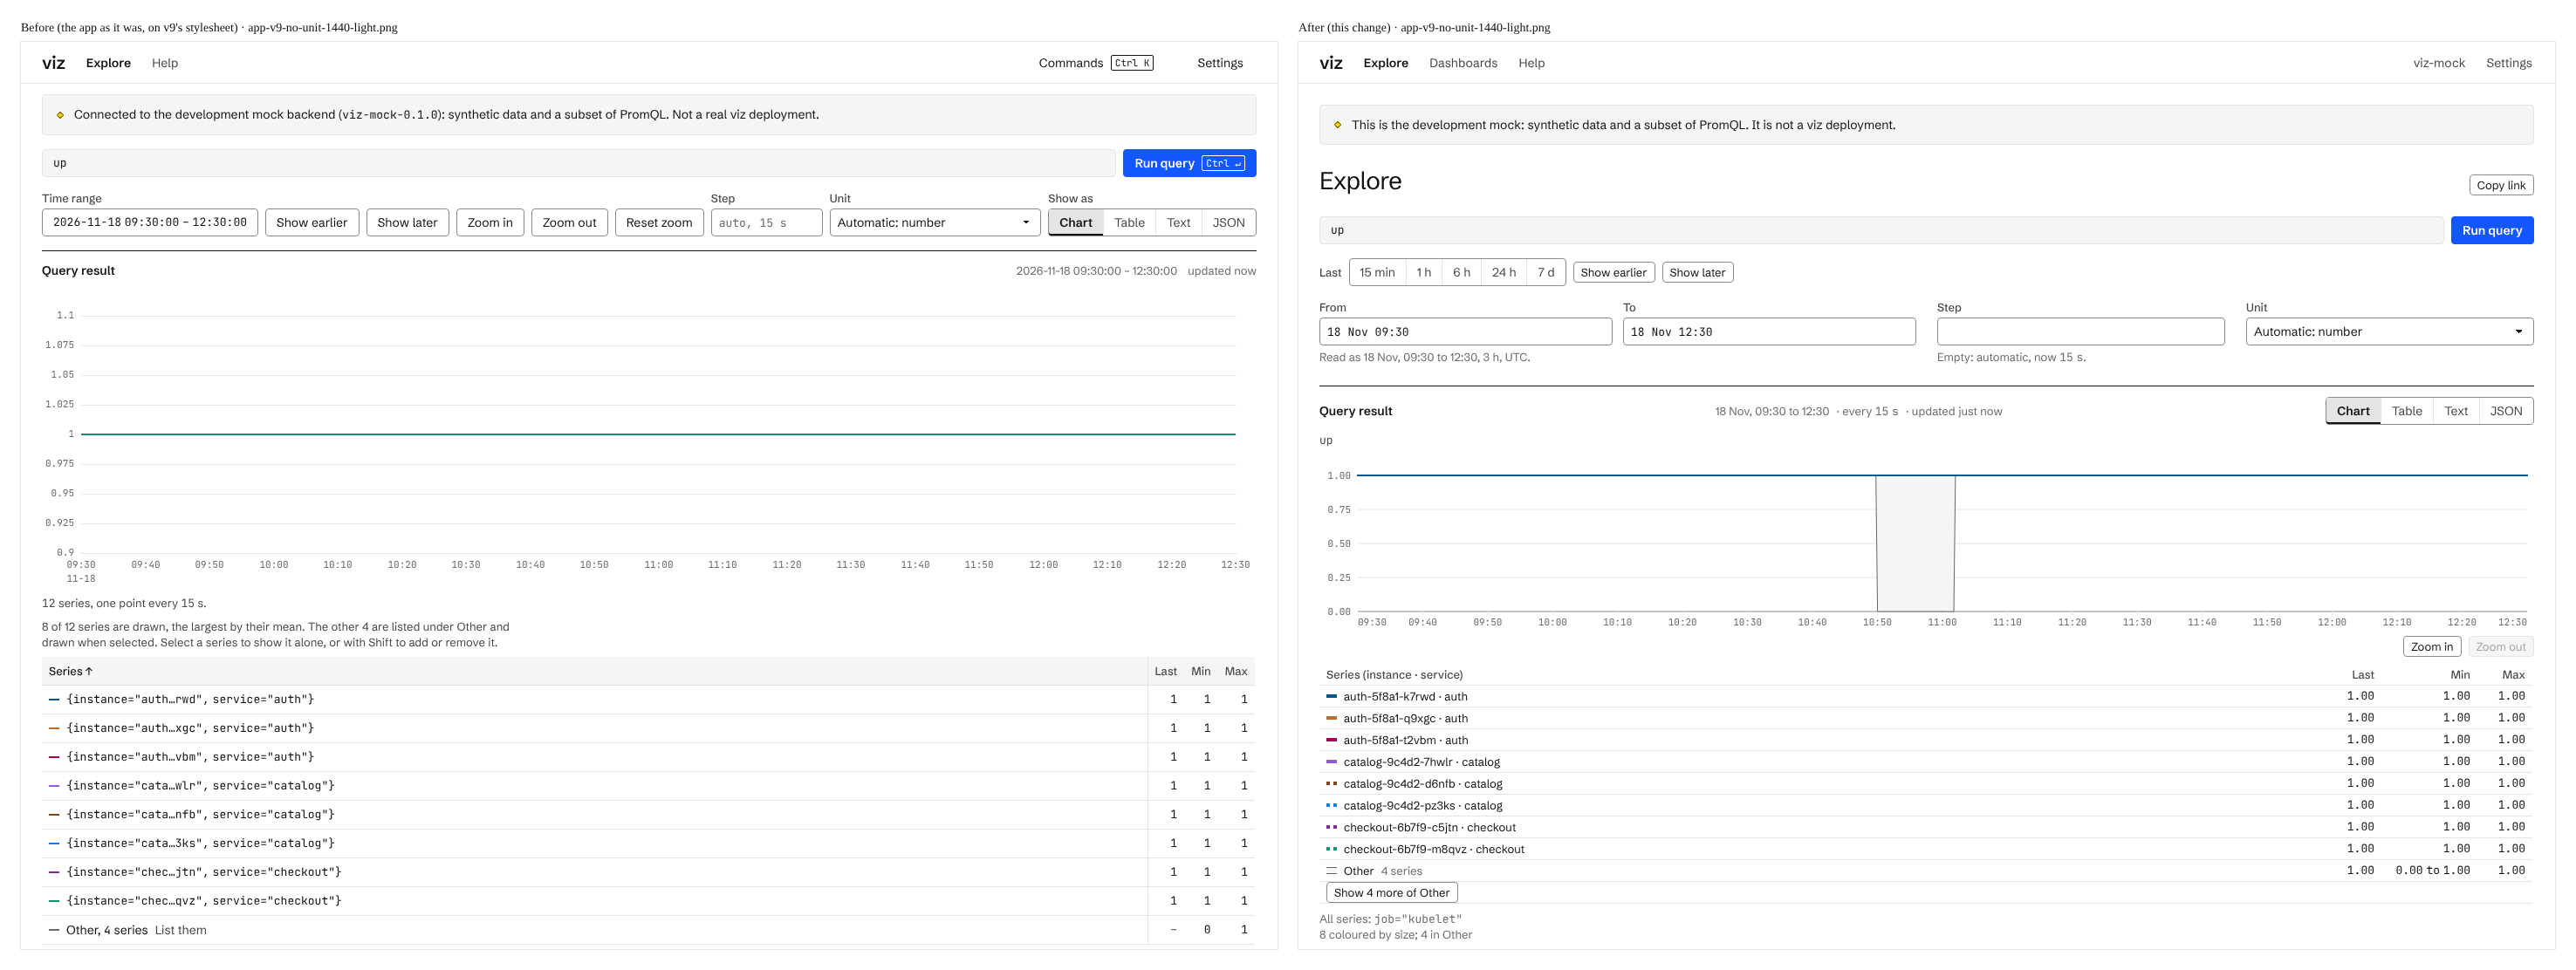 Before (the app as it was, on v9's stylesheet) · app-v9-no-unit-1440-light.png
viz Explore Help Commands Ctrl K Settings
Connected to the development mock backend (viz-mock-0.1.0): synthetic data and a subset of PromQL. Not a real viz deployment.
up Run query Ctrl ↵
Time range Step Unit Show as
2026-11-18 09:30:00 – 12:30:00 Show earlier Show later Zoom in Zoom out Reset zoom auto, 15 s Automatic: number Chart Table Text JSON
Query result 2026-11-18 09:30:00 – 12:30:00 updated now
1.1
1.075
1.05
1.025
1
0.975
0.95
0.925
0.9
09:30 09:40 09:50 10:00 10:10 10:20 10:30 10:40 10:50 11:00 11:10 11:20 11:30 11:40 11:50 12:00 12:10 12:20 12:30
11-18
12 series, one point every 15 s.
8 of 12 series are drawn, the largest by their mean. The other 4 are listed under Other and
drawn when selected. Select a series to show it alone, or with Shift to add or remove it.
Series ↑ Last Min Max
{instance="auth…rwd", service="auth"} 1 1 1
{instance="auth…xgc", service="auth"} 1 1 1
{instance="auth…vbm", service="auth"} 1 1 1
{instance="cata…wlr", service="catalog"} 1 1 1
{instance="cata…nfb", service="catalog"} 1 1 1
{instance="cata…3ks", service="catalog"} 1 1 1
{instance="chec…jtn", service="checkout"} 1 1 1
{instance="chec…qvz", service="checkout"} 1 1 1
Other, 4 series List them – 0 1
After (this change) · app-v9-no-unit-1440-light.png
viz Explore Dashboards Help viz-mock Settings
This is the development mock: synthetic data and a subset of PromQL. It is not a viz deployment.
Explore Copy link
up Run query
Last 15 min 1 h 6 h 24 h 7 d Show earlier Show later
From To Step Unit
18 Nov 09:30 18 Nov 12:30 Automatic: number
Read as 18 Nov, 09:30 to 12:30, 3 h, UTC. Empty: automatic, now 15 s.
Query result 18 Nov, 09:30 to 12:30 · every 15 s · updated just now Chart Table Text JSON
up
1.00
0.75
0.50
0.25
0.00
09:30 09:40 09:50 10:00 10:10 10:20 10:30 10:40 10:50 11:00 11:10 11:20 11:30 11:40 11:50 12:00 12:10 12:20 12:30
Zoom in Zoom out
Series (instance · service) Last Min Max
auth-5f8a1-k7rwd · auth 1.00 1.00 1.00
auth-5f8a1-q9xgc · auth 1.00 1.00 1.00
auth-5f8a1-t2vbm · auth 1.00 1.00 1.00
catalog-9c4d2-7hwlr · catalog 1.00 1.00 1.00
catalog-9c4d2-d6nfb · catalog 1.00 1.00 1.00
catalog-9c4d2-pz3ks · catalog 1.00 1.00 1.00
checkout-6b7f9-c5jtn · checkout 1.00 1.00 1.00
checkout-6b7f9-m8qvz · checkout 1.00 1.00 1.00
Other 4 series 1.00 0.00 to 1.00 1.00
Show 4 more of Other
All series: job="kubelet"
8 coloured by size; 4 in Other